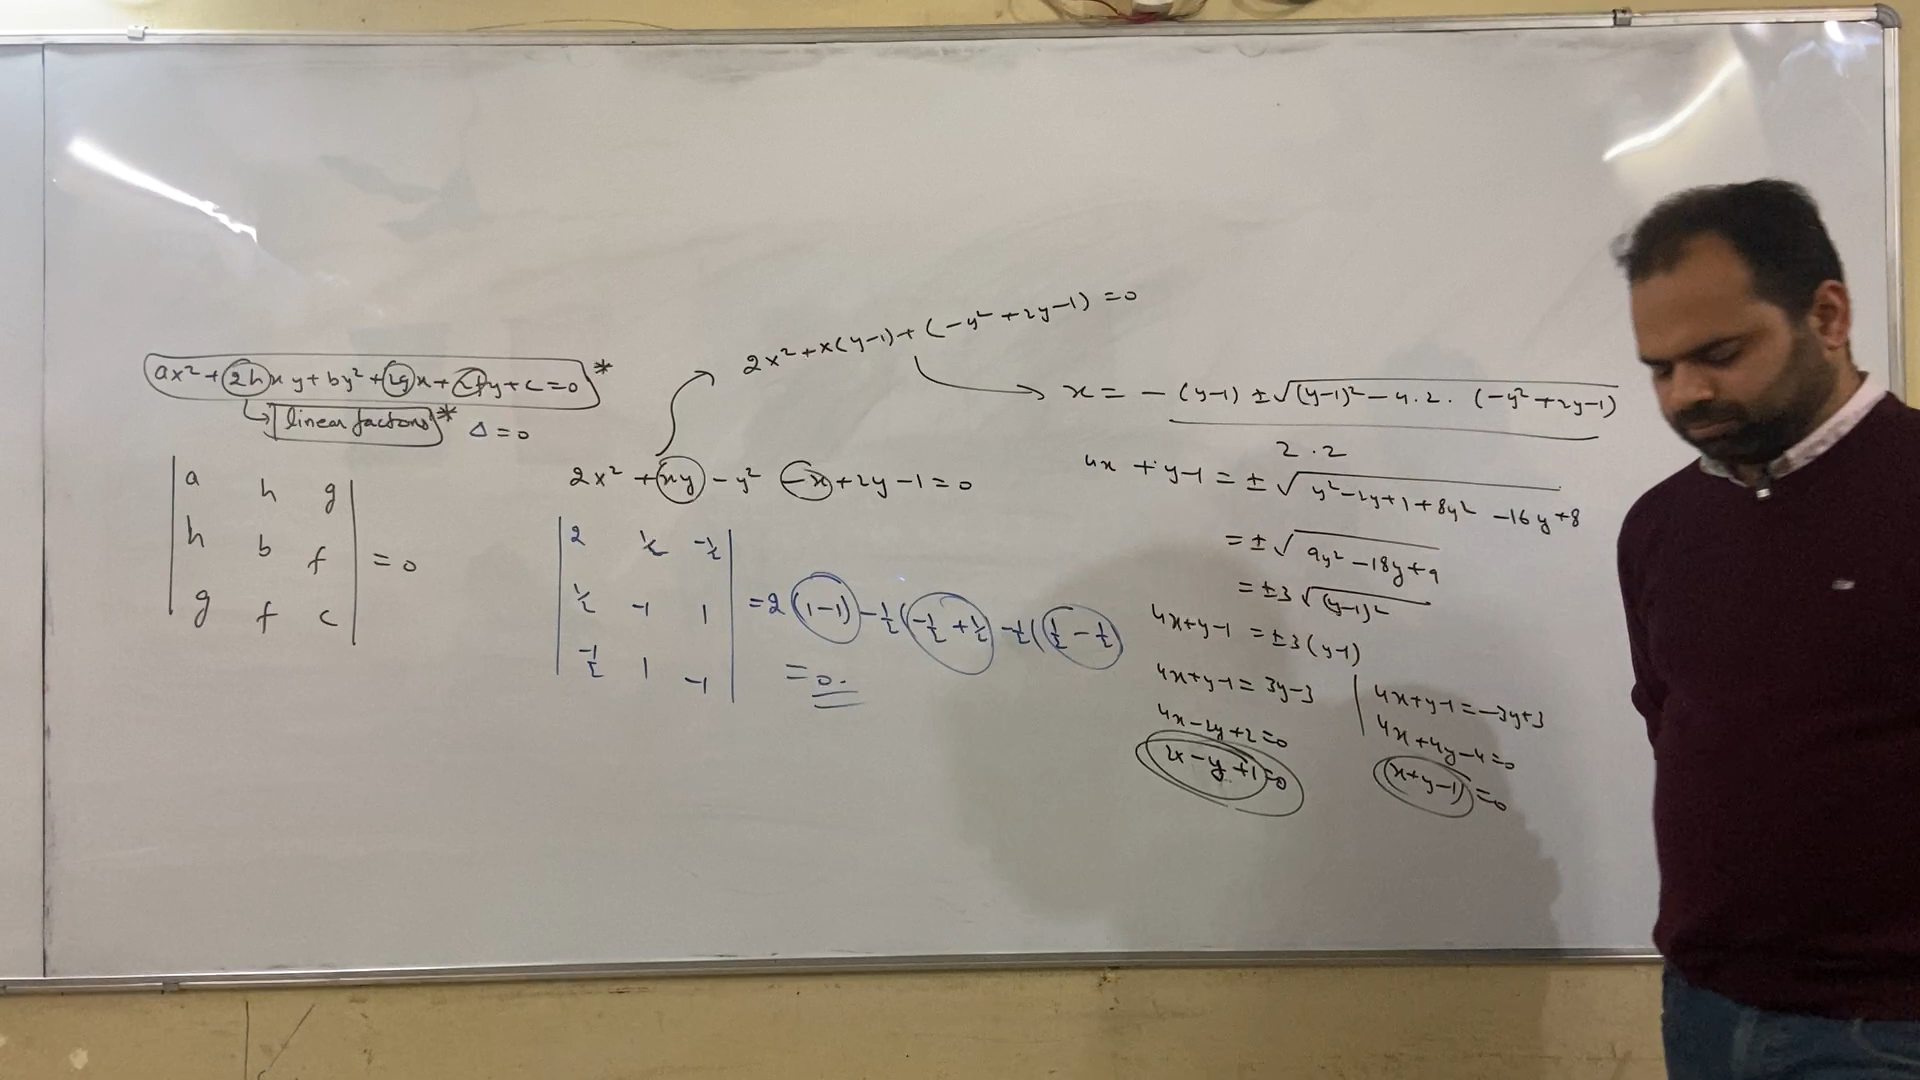 ax² + 2hxy + by² + 2gx + 2fy + c = 0 *
linear factors * Δ = 0
| a h g |
| h b f | = 0
| g f c |
2x² + xy - y² - x + 2y - 1 = 0
| 2 ½ -½ |
| ½ -1 1 | = 2 (1-1) - ½ (-½ + ½) - ½ (½ - ½)
| -½ 1 -1 | = 0.
2x² + x(y-1) + (-y² + 2y - 1) = 0
x = - (y-1) ± √(y-1)² - 4.2. (-y² + 2y-1)
2.2
4x + y-1 = ± √y² - 2y + 1 + 8y² - 16y + 8
= ± √9y² - 18y + 9
= ±3 √(y-1)²
4x+y-1 = ±3(y-1)
4x+y-1 = 3y-3
4x-2y+2=0
2x-y+1=0
4x+y-1 = -3y+3
4x+4y-4=0
x+y-1 = 0